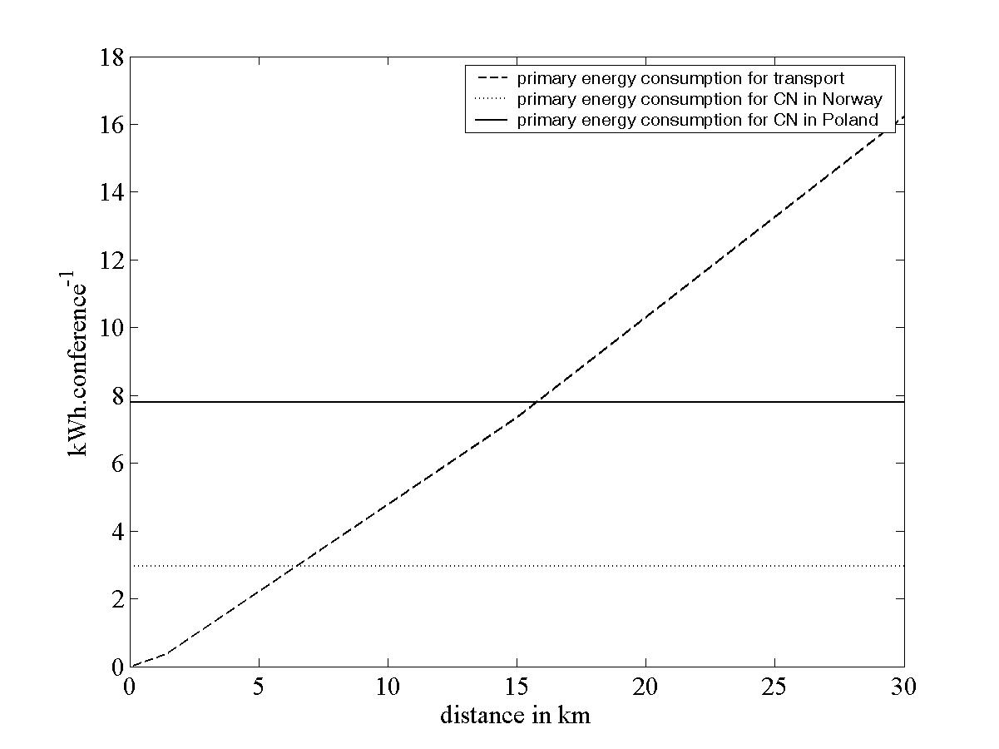 18
16
14
12
10
8
6
4
2
0
kWh.conference-1
primary energy consumption for transport
primary energy consumption for CN in Norway
primary energy consumption for CN in Poland
0 5 10 15 20 25 30
distance in km